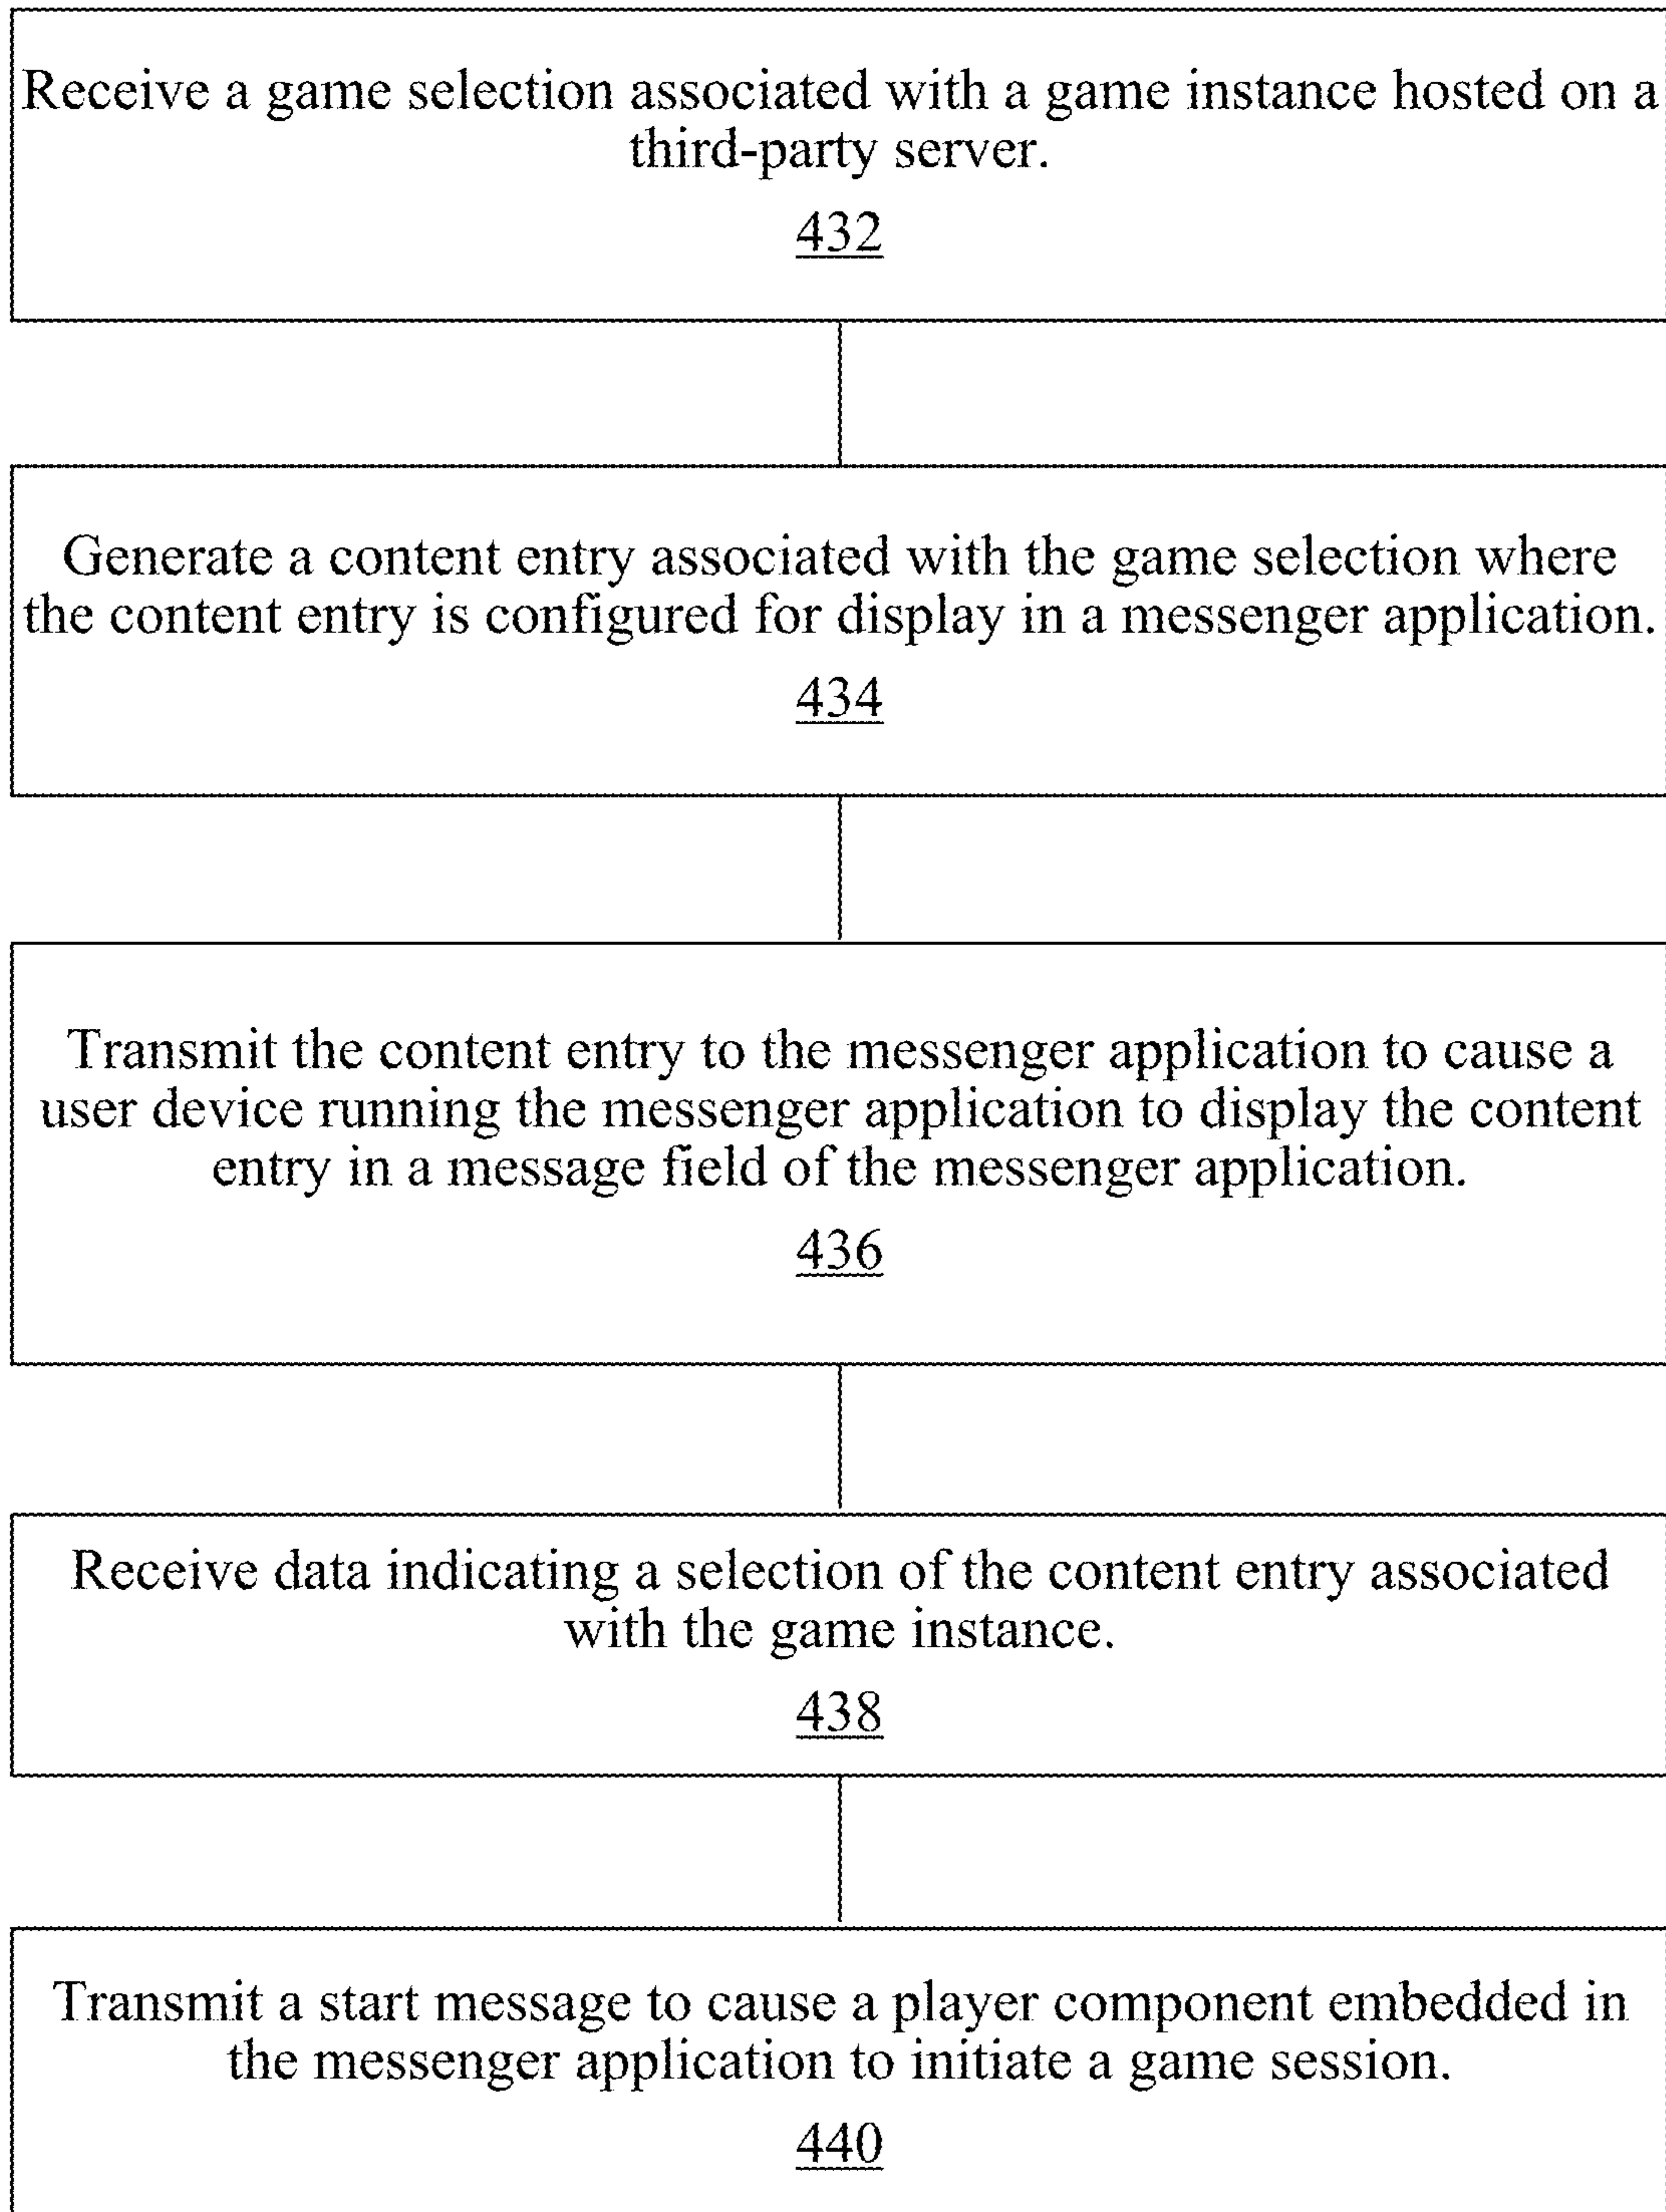 Receive a game selection associated with a game instance hosted on a
third-party server.
432
Generate a content entry associated with the game selection where
the content entry is configured for display in a messenger application.
434
Transmit the content entry to the messenger application to cause a
user device running the messenger application to display the content
entry in a message field of the messenger application.
436
Receive data indicating a selection of the content entry associated
with the game instance.
438
Transmit a start message to cause a player component embedded in
the messenger application to initiate a game session.
440